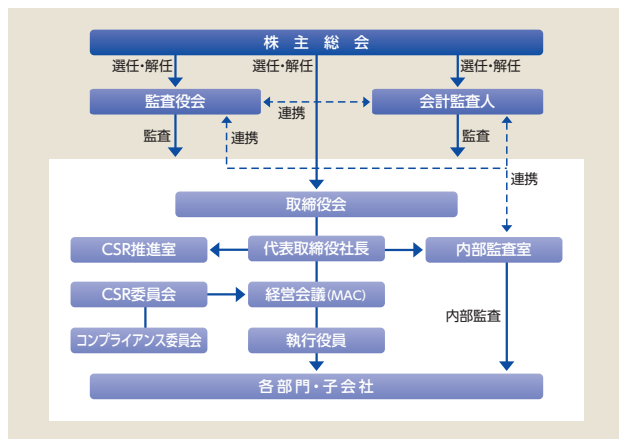 株主総会
選任・解任
選任・解任
選任・解任
監査役会
会計監査人
連携
監査
連携
監査
連携
取締役会
CSR推進室
代表取締役社長
内部監査室
CSR委員会
経営会議(MAC)
内部監査
コンプライアンス委員会
執行役員
各部門・子会社